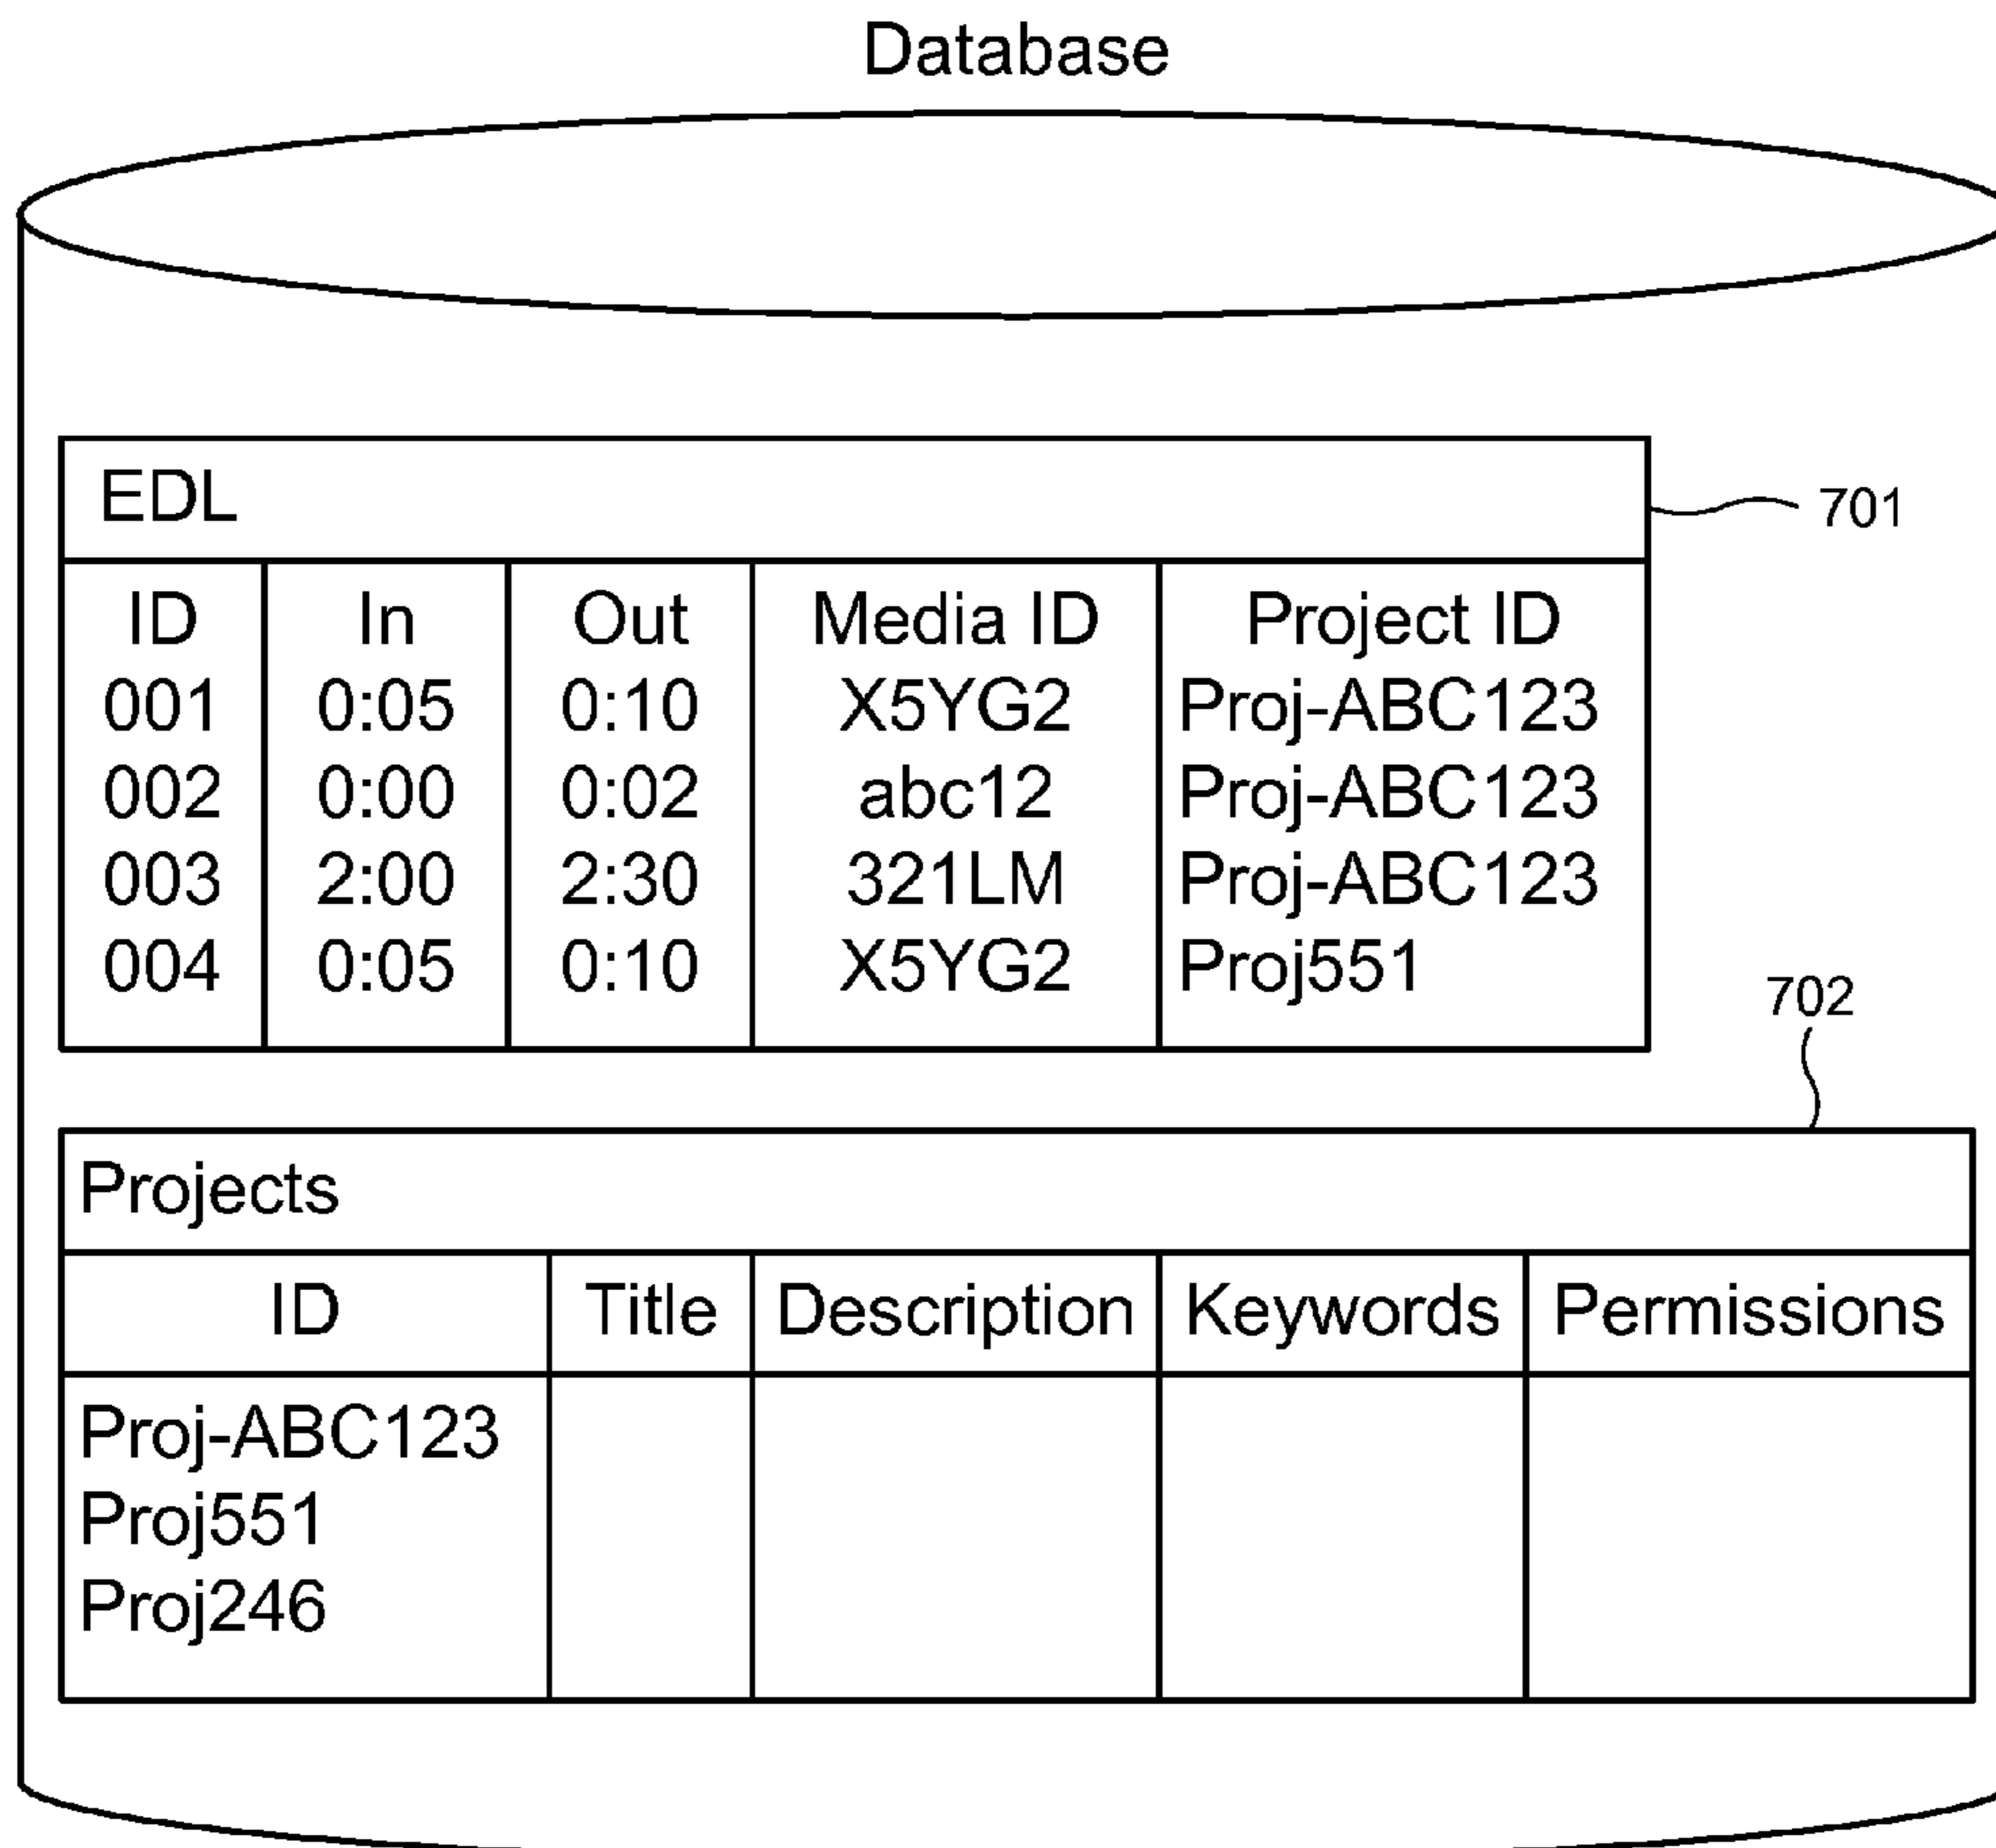 Database
EDL
701
ID In Out Media ID Project ID
001 0:05 0:10 X5YG2 Proj-ABC123
002 0:00 0:02 abc12 Proj-ABC123
003 2:00 2:30 321LM Proj-ABC123
004 0:05 0:10 X5YG2 Proj551
702
Projects
ID Title Description Keywords Permissions
Proj-ABC123
Proj551
Proj246